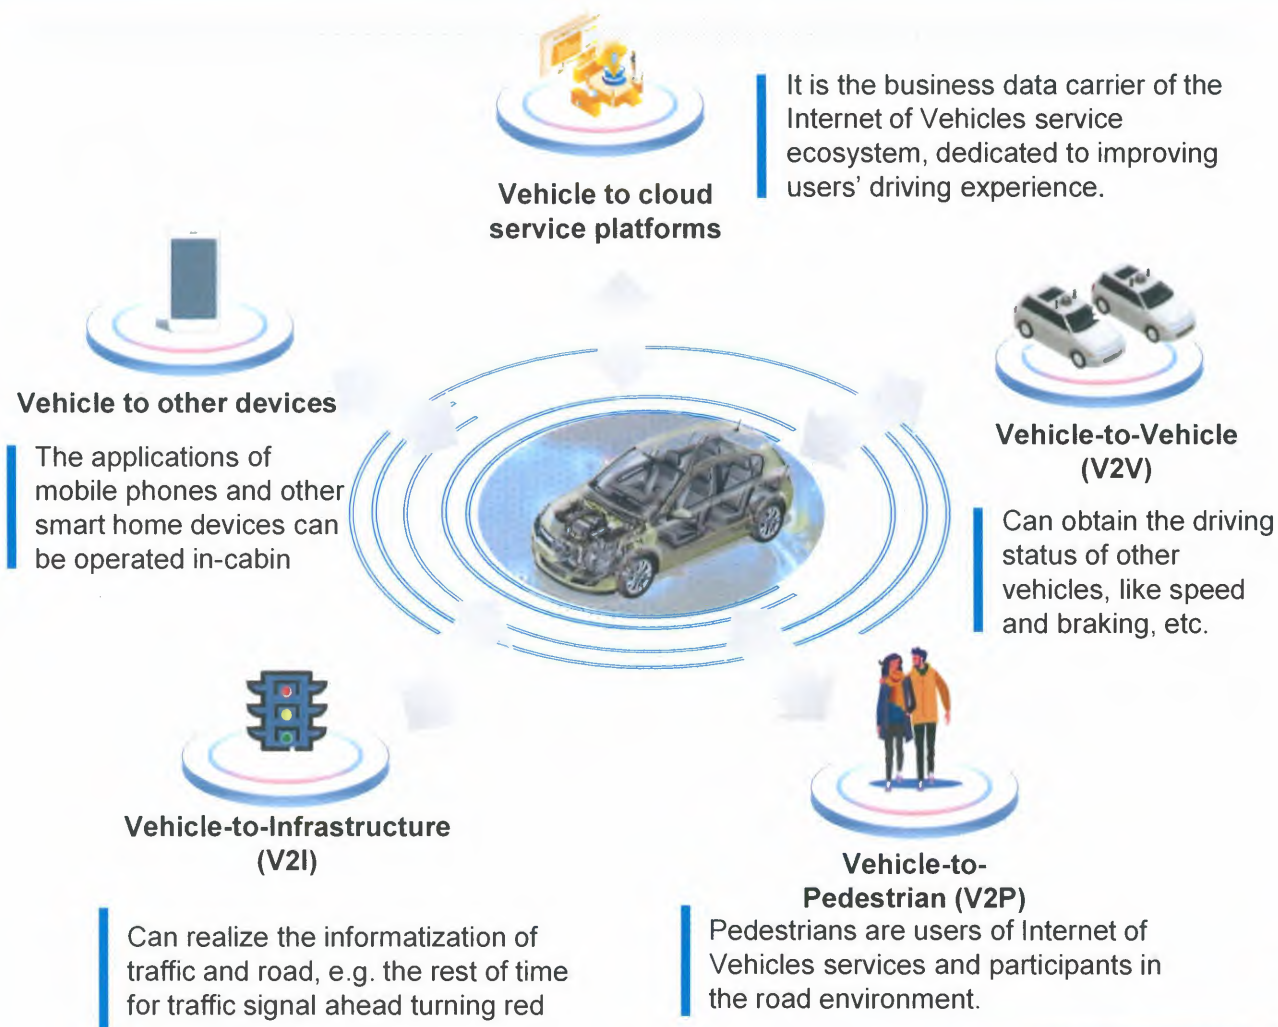 It is the business data carrier of the
Internet of Vehicles service
ecosystem, dedicated to improving
users' driving experience.
Vehicle to cloud
service platforms
Vehicle to other devices
The applications of
mobile phones and other
smart home devices can
be operated in-cabin
Vehicle-to-Vehicle
(V2V)
Can obtain the driving
status of other
vehicles, like speed
and braking, etc.
Vehicle-to-Infrastructure
(V2I)
Can realize the informatization of
traffic and road, e.g. the rest of time
for traffic signal ahead turning red
Vehicle-to-
Pedestrian (V2P)
Pedestrians are users of Internet of
Vehicles services and participants in
the road environment.